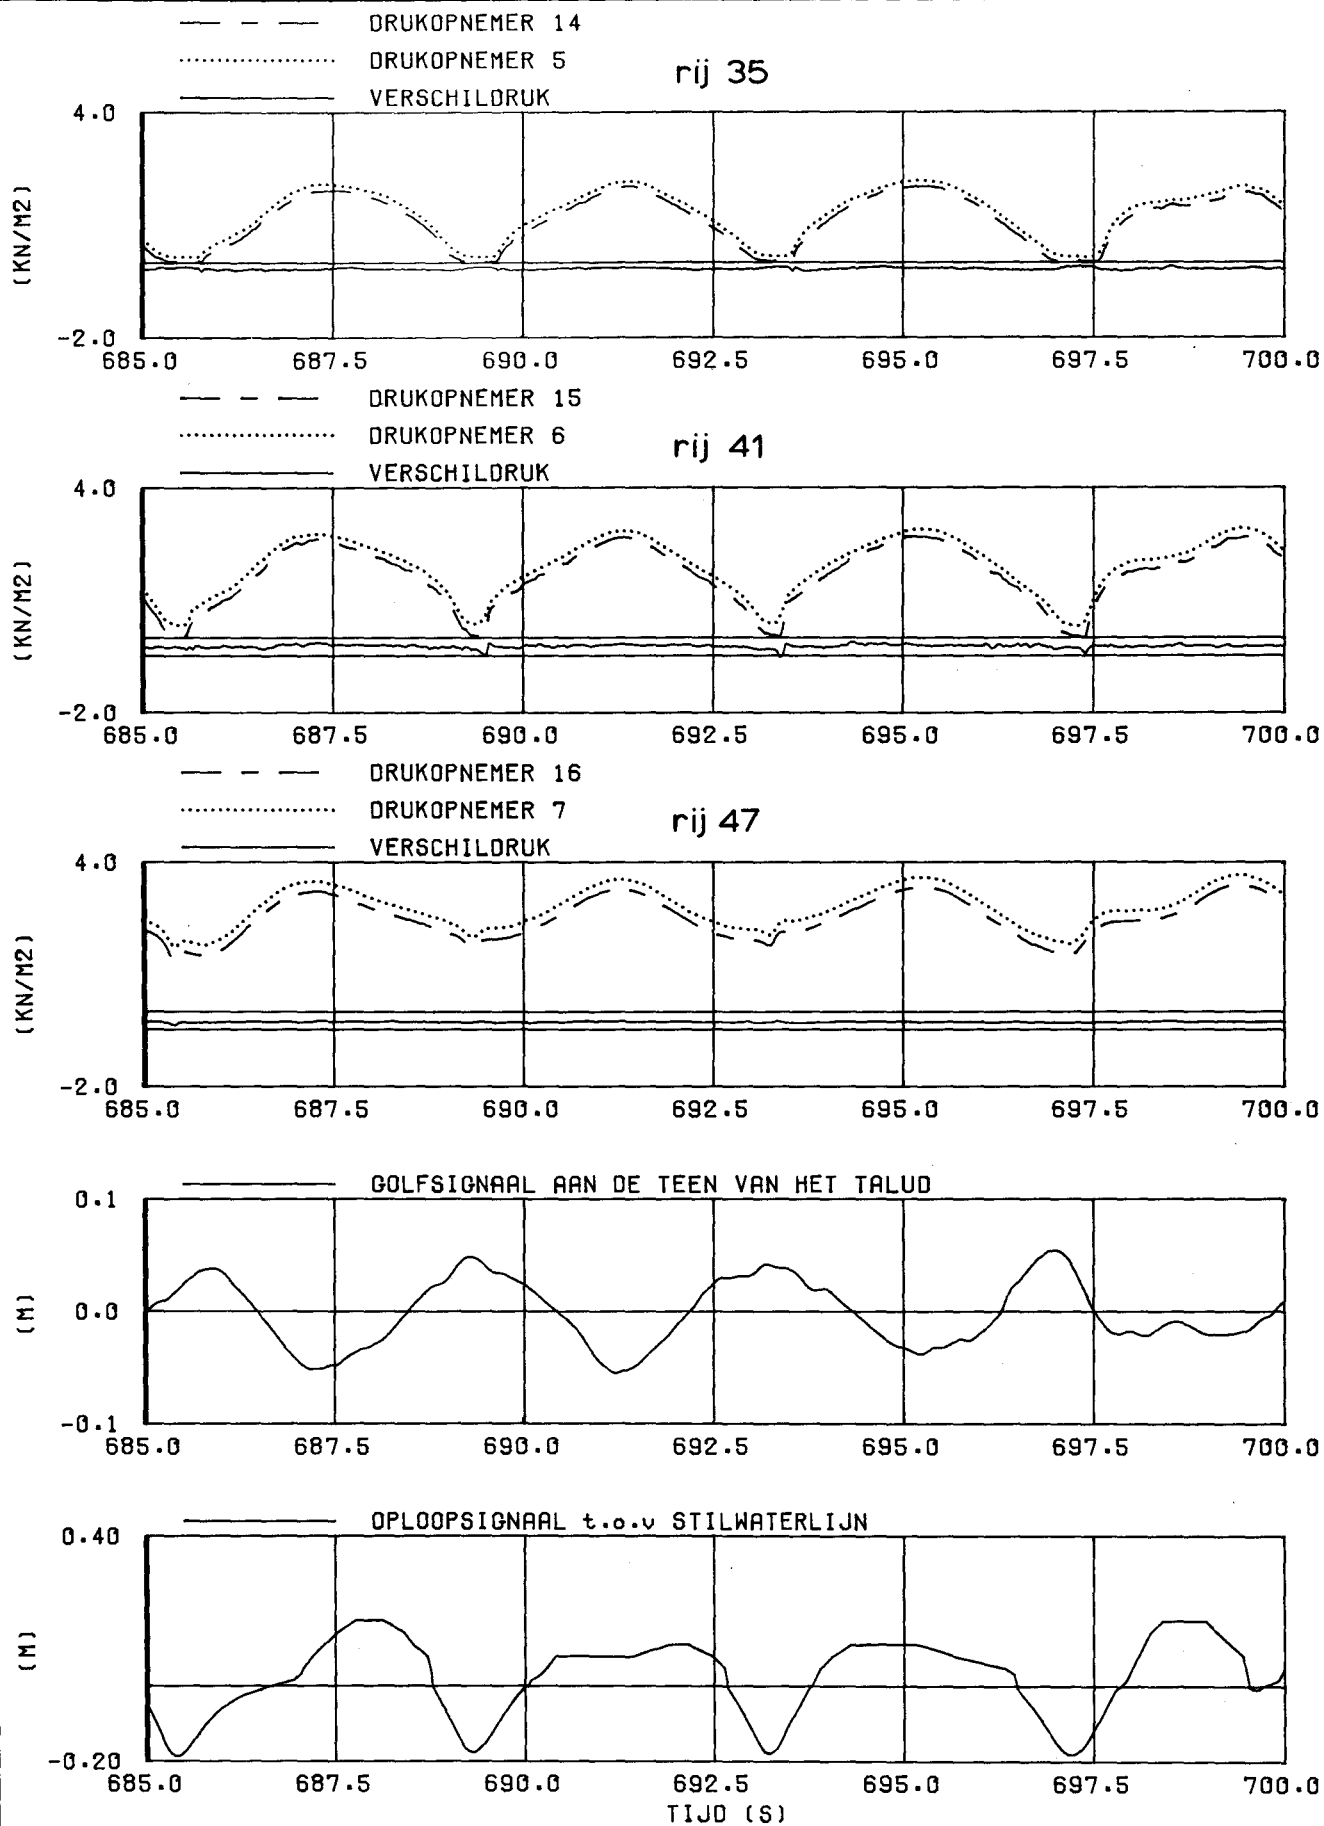 DRUKOPNEMER 14
DRUKOPNEMER 5
VERSCHILDRUK
rij 35
4.0
(KN/M2)
-2.0
685.0 687.5 690.0 692.5 695.0 697.5 700.0
DRUKOPNEMER 15
DRUKOPNEMER 6
VERSCHILDRUK
rij 41
4.0
(KN/M2)
-2.0
685.0 687.5 690.0 692.5 695.0 697.5 700.0
DRUKOPNEMER 16
DRUKOPNEMER 7
VERSCHILDRUK
rij 47
4.0
(KN/M2)
-2.0
685.0 687.5 690.0 692.5 695.0 697.5 700.0
GOLFSIGNAAL AAN DE TEEN VAN HET TALUD
0.1
(M)
0.0
-0.1
685.0 687.5 690.0 692.5 695.0 697.5 700.0
OPLOOPSIGNAAL t.o.v STILWATERLIJN
0.40
(M)
-0.20
685.0 687.5 690.0 692.5 695.0 697.5 700.0
TIJD (S)